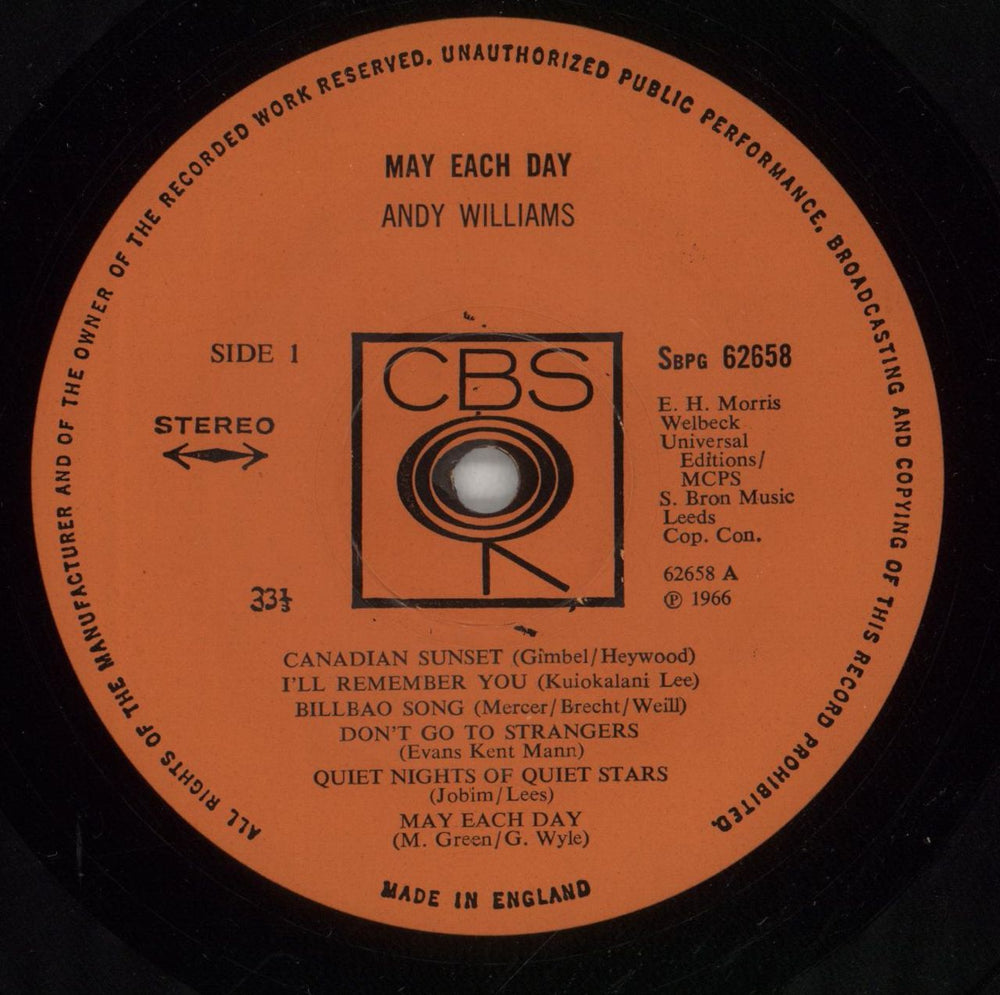 ALL RIGHTS OF THE MANUFACTURER AND OF THE OWNER OF THE RECORDED WORK RESERVED. UNAUTHORIZED PUBLIC PERFORMANCE, BROADCASTING AND COPYING OF THIS RECORD PROHIBITED.
MAY EACH DAY
ANDY WILLIAMS
SIDE 1
STEREO
33⅓
CBS
SBPG 62658
E. H. Morris
Welbeck
Universal
Editions/
MCPS
S. Bron Music
Leeds
Cop. Con.
62658 A
℗ 1966
CANADIAN SUNSET (Gimbel/Heywood)
I'LL REMEMBER YOU (Kuiokalani Lee)
BILLBAO SONG (Mercer/Brecht/Weill)
DON'T GO TO STRANGERS
(Evans Kent Mann)
QUIET NIGHTS OF QUIET STARS
(Jobim/Lees)
MAY EACH DAY
(M. Green/G. Wyle)
MADE IN ENGLAND